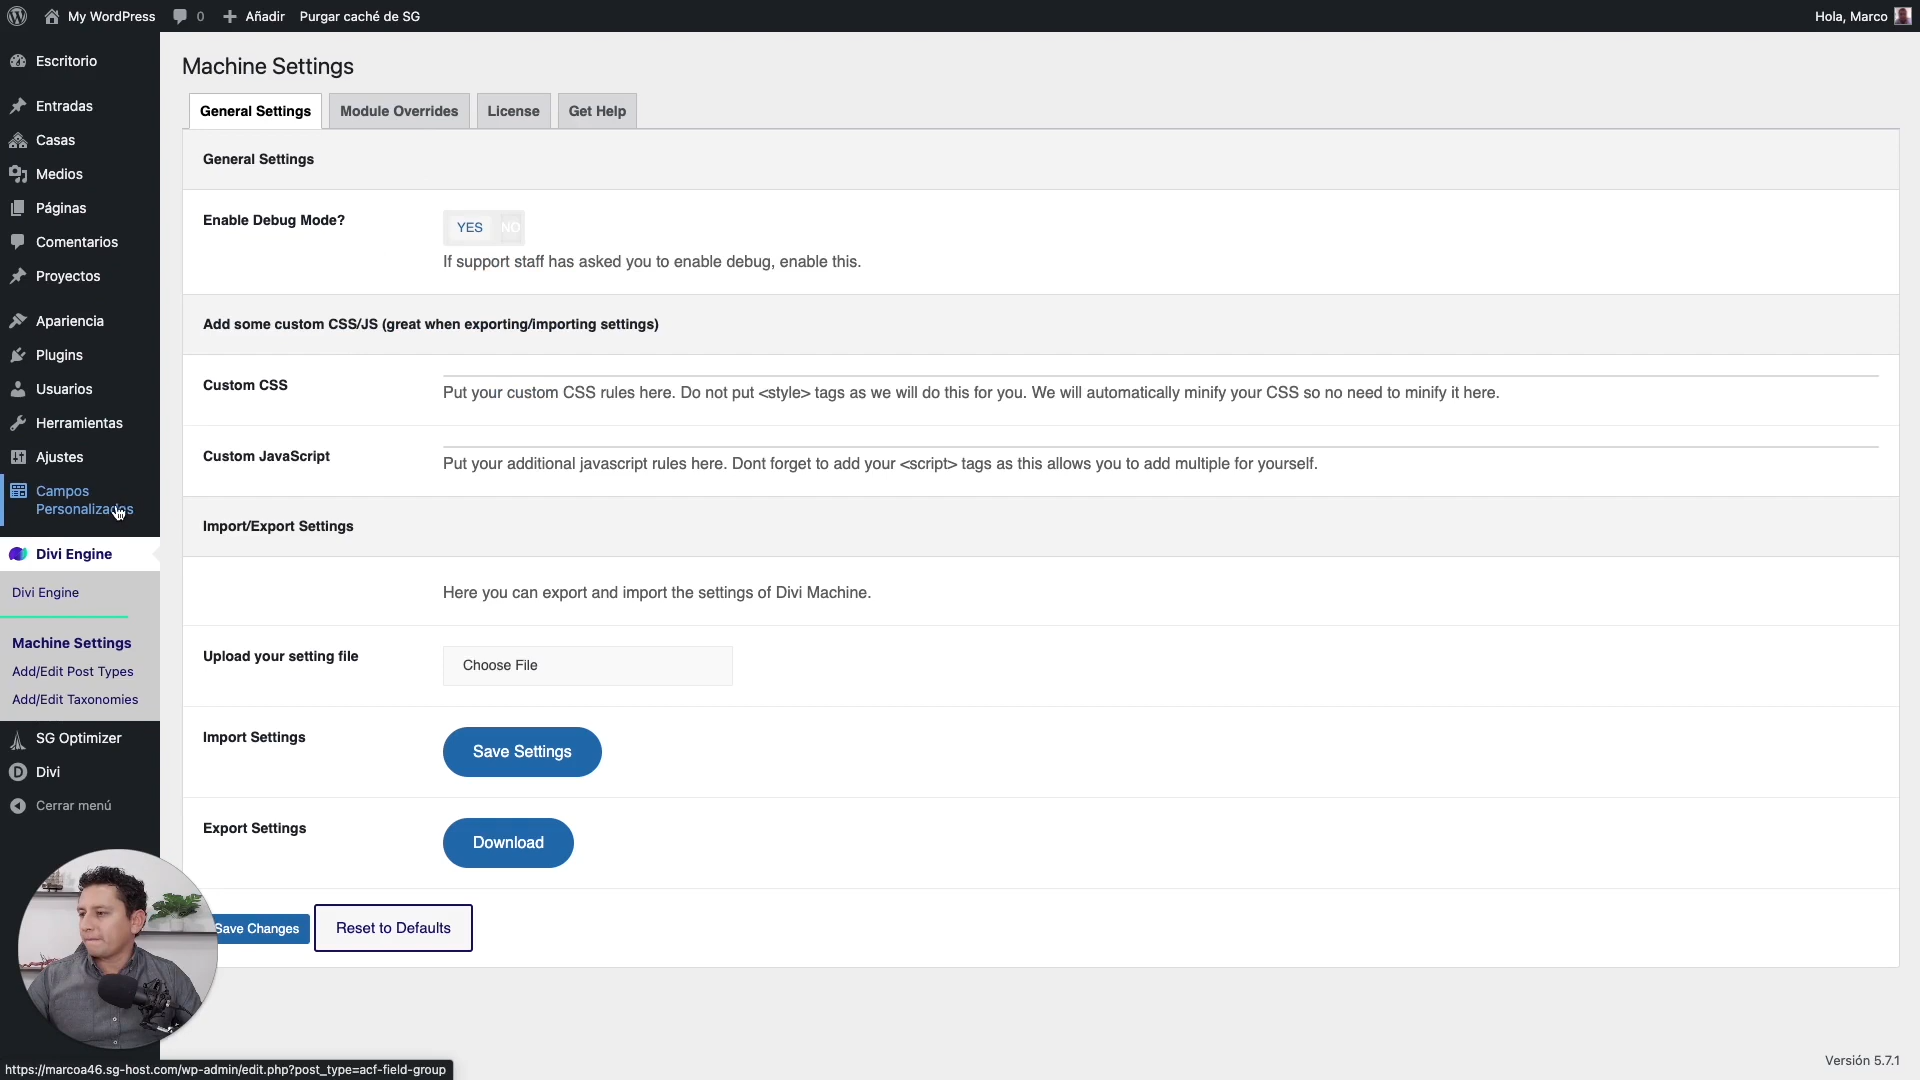 My WordPress
0
Añadir
Purgar caché de SG
Hola, Marco
Escritorio
Entradas
Casas
Medios
Páginas
Comentarios
Proyectos
Apariencia
Plugins
Usuarios
Herramientas
Ajustes
Campos
Personalizados
Divi Engine
Divi Engine
Machine Settings
Add/Edit Post Types
Add/Edit Taxonomies
SG Optimizer
Divi
Cerrar menú
Machine Settings
General Settings
Module Overrides
License
Get Help
General Settings
Enable Debug Mode?
YES NO
If support staff has asked you to enable debug, enable this.
Add some custom CSS/JS (great when exporting/importing settings)
Custom CSS
Put your custom CSS rules here. Do not put <style> tags as we will do this for you. We will automatically minify your CSS so no need to minify it here.
Custom JavaScript
Put your additional javascript rules here. Dont forget to add your <script> tags as this allows you to add multiple for yourself.
Import/Export Settings
Here you can export and import the settings of Divi Machine.
Upload your setting file
Choose File
Import Settings
Save Settings
Export Settings
Download
Save Changes
Reset to Defaults
Versión 5.7.1
https://marcoa46.sg-host.com/wp-admin/edit.php?post_type=acf-field-group